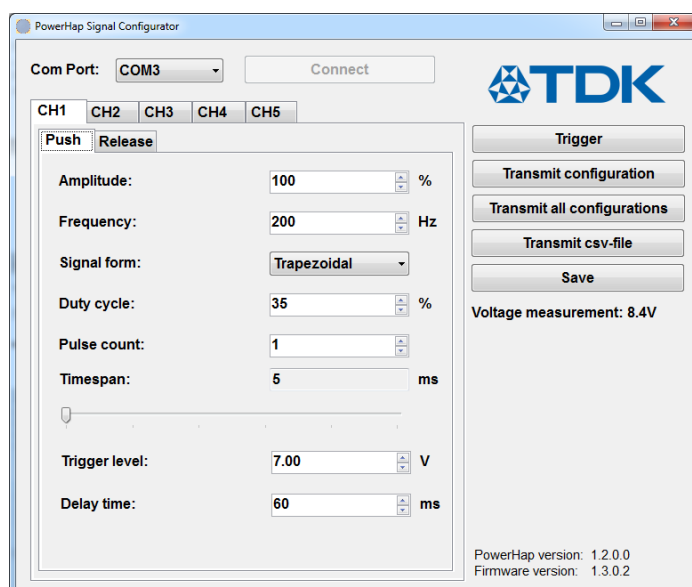 PowerHap Signal Configurator
Com Port: COM3 Connect
TDK
CH1 CH2 CH3 CH4 CH5
Push Release
Amplitude: 100 %
Frequency: 200 Hz
Signal form: Trapezoidal
Duty cycle: 35 %
Pulse count: 1
Timespan: 5 ms
Trigger level: 7.00 V
Delay time: 60 ms
Trigger
Transmit configuration
Transmit all configurations
Transmit csv-file
Save
Voltage measurement: 8.4V
PowerHap version: 1.2.0.0
Firmware version: 1.3.0.2